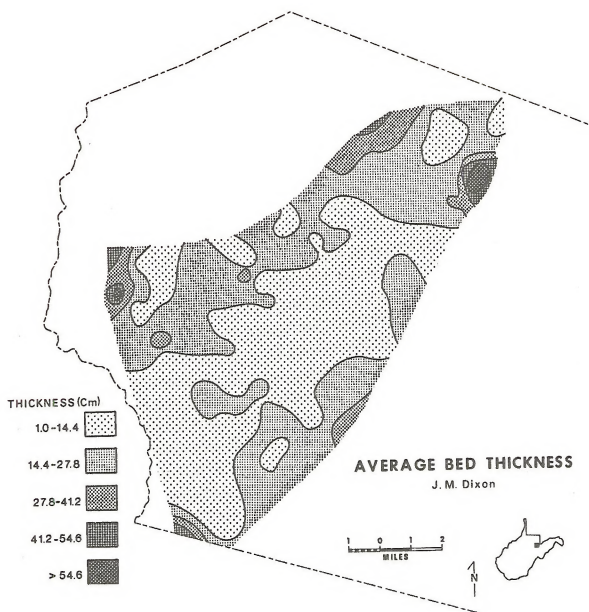 THICKNESS (Cm)
1.0-14.4
14.4-27.8
27.8-41.2
41.2-54.6
> 54.6
AVERAGE BED THICKNESS
J. M. Dixon
1 0 1 2
MILES
N